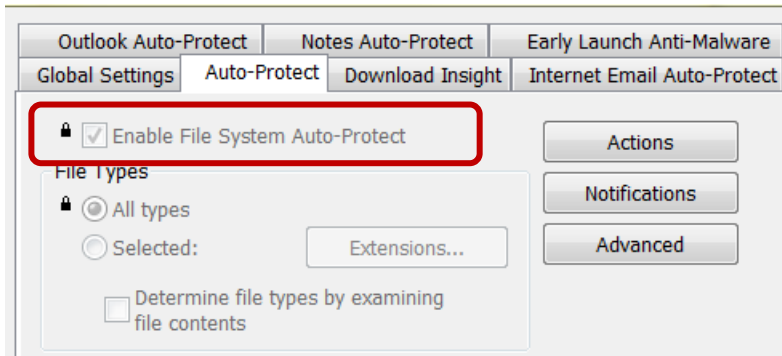 Outlook Auto-Protect Notes Auto-Protect Early Launch Anti-Malware
Global Settings Auto-Protect Download Insight Internet Email Auto-Protect
Enable File System Auto-Protect
Actions
File Types
Notifications
All types
Selected: Extensions... Advanced
Determine file types by examining
file contents